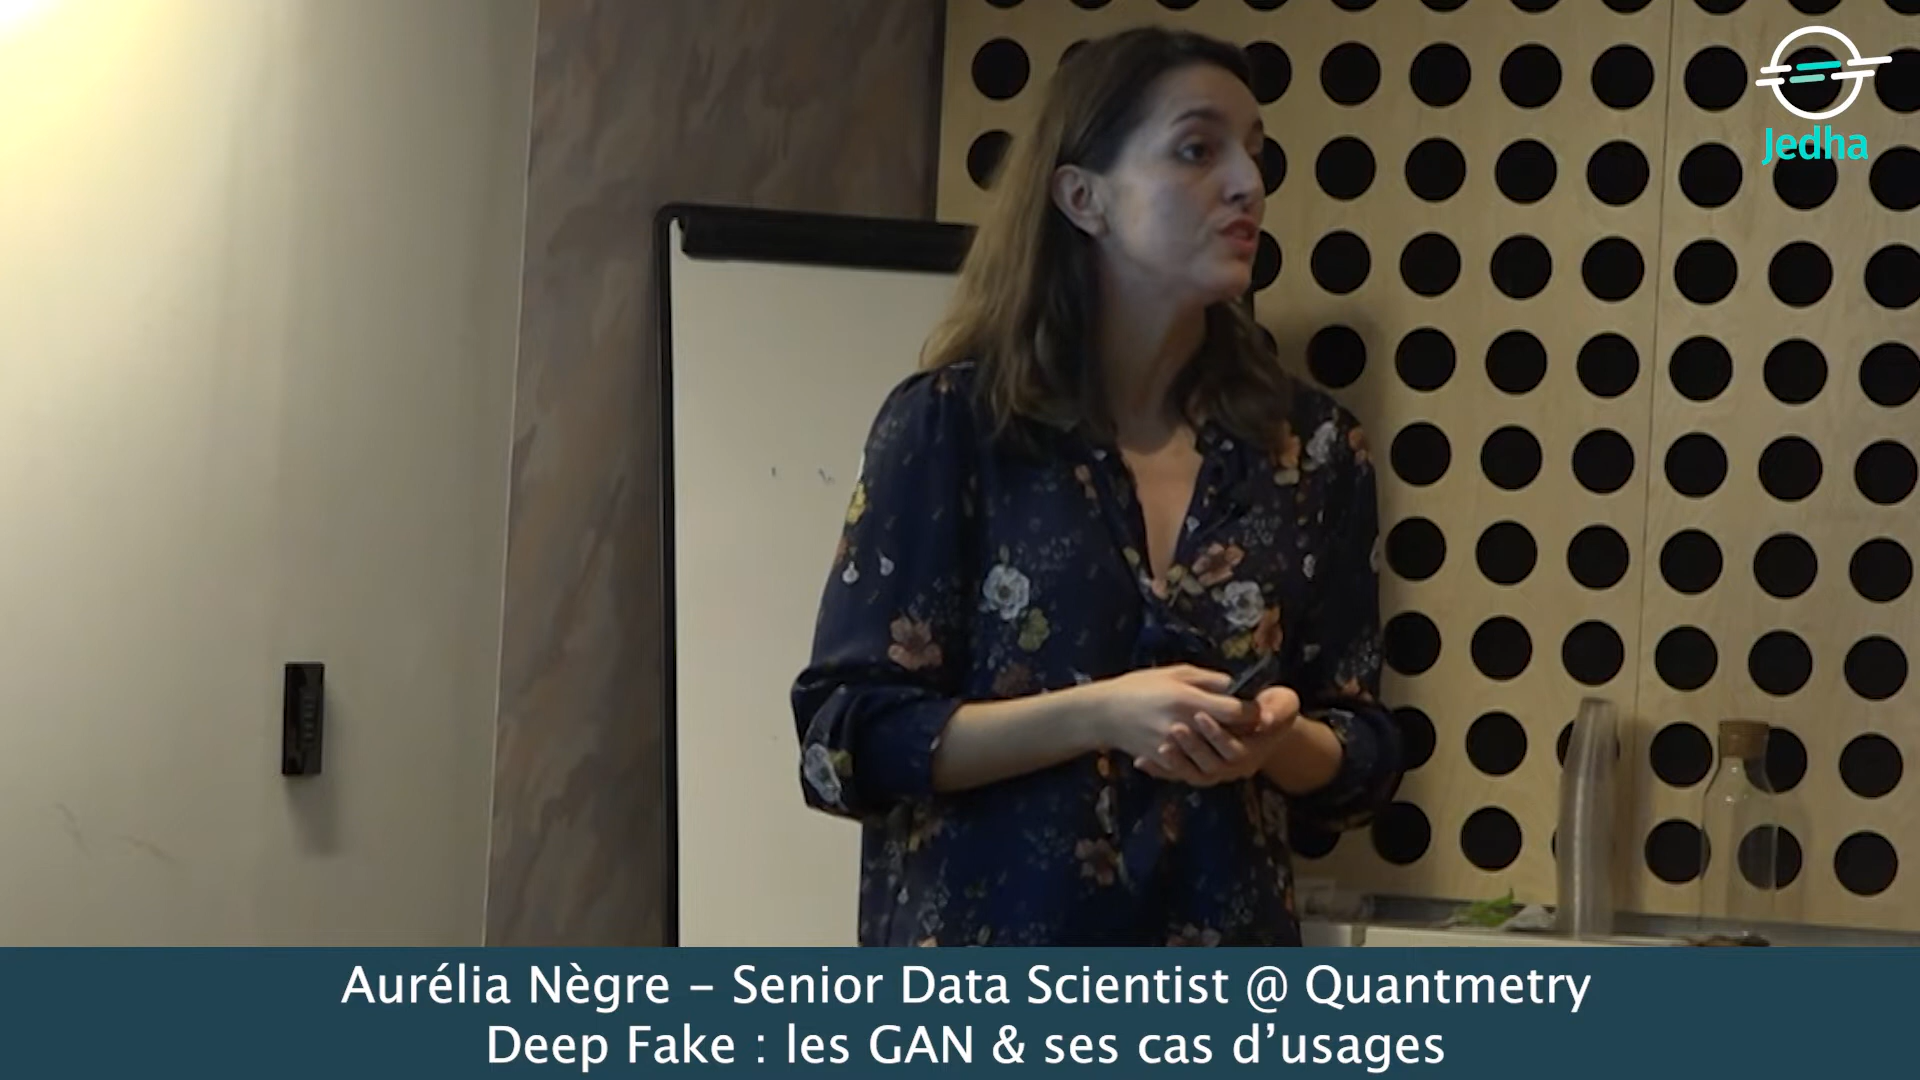 Jedha
Aurélia Nègre – Senior Data Scientist @ Quantmetry
Deep Fake : les GAN & ses cas d’usages